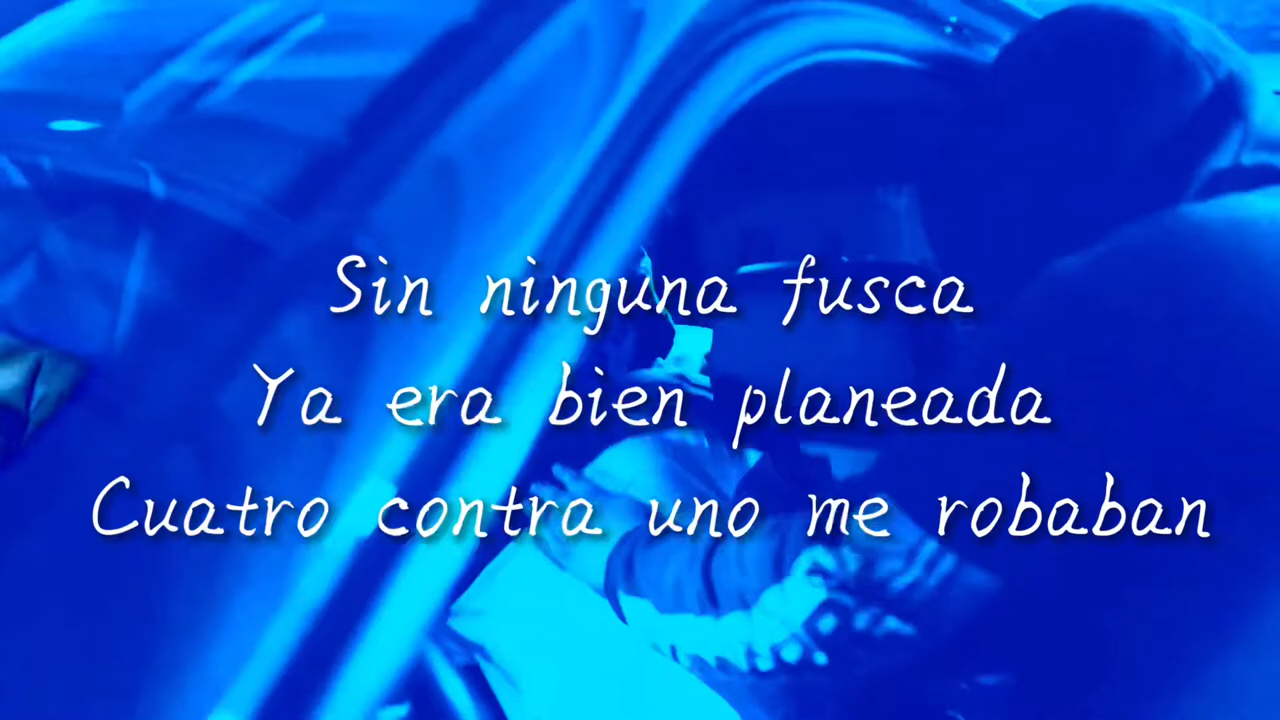 Sin ninguna fusca
Ya era bien planeada
Cuatro contra uno me robaban